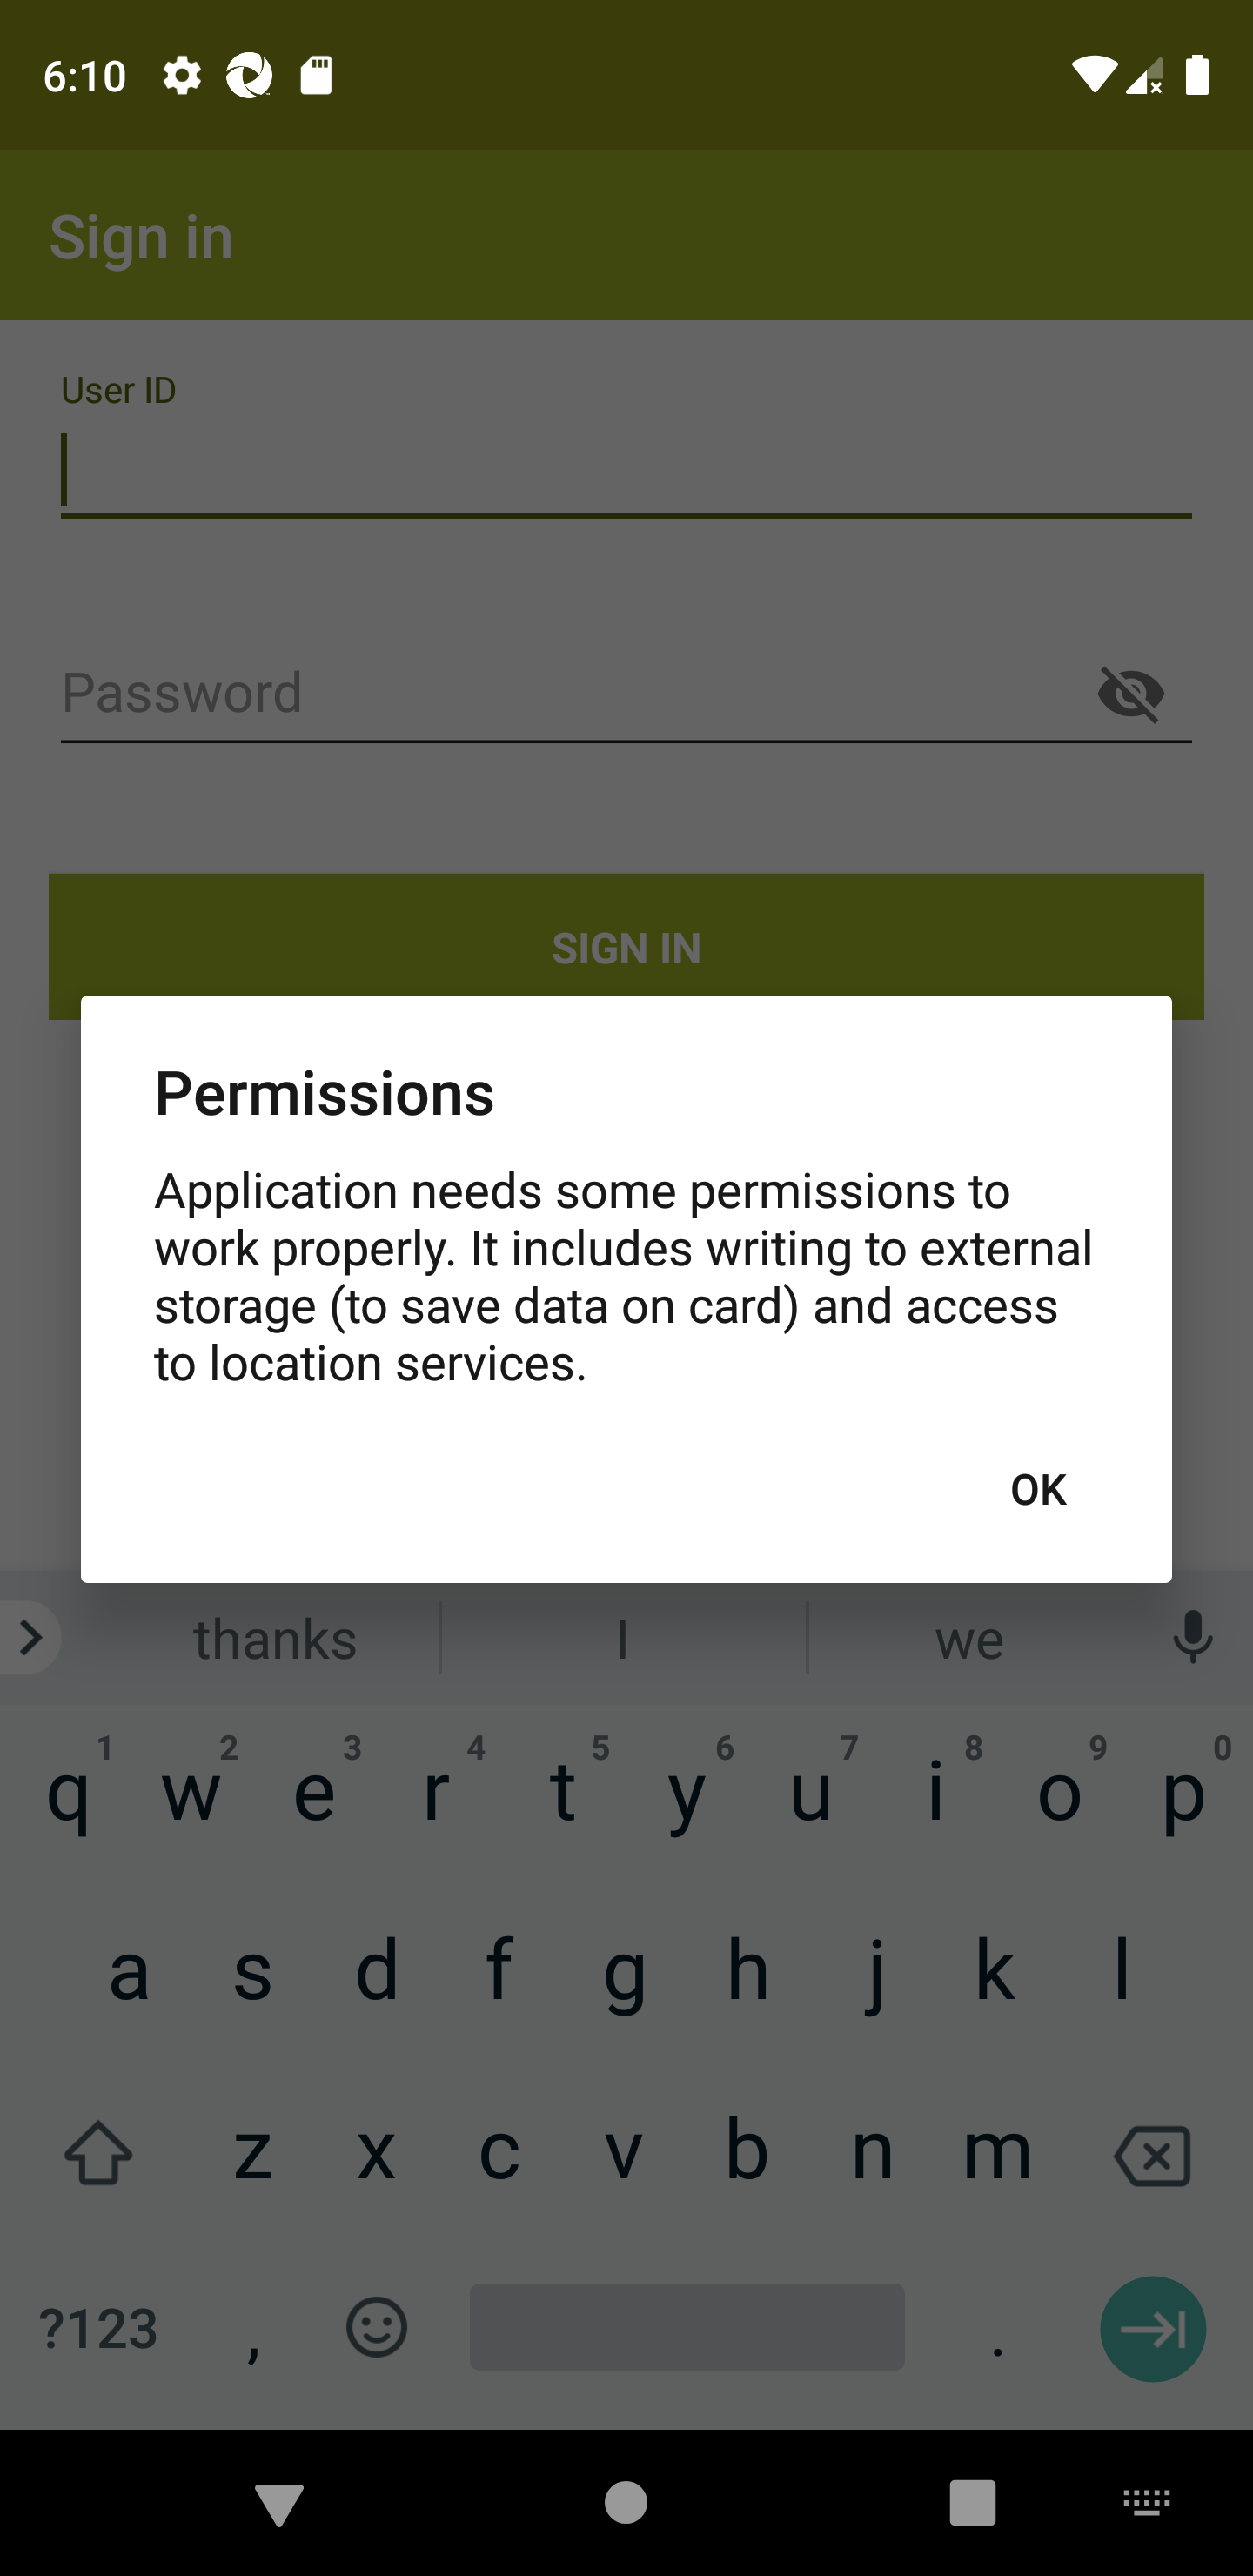 6:10
Sign in
User ID
Password
SIGN IN
Permissions
Application needs some permissions to
work properly. It includes writing to external
storage (to save data on card) and access
to location services.
OK
thanks I we
1 2 3 4 5 6 7 8 9 0
q w e r t y u i o p
a s d f g h j k l
z x c v b n m
?123 , .